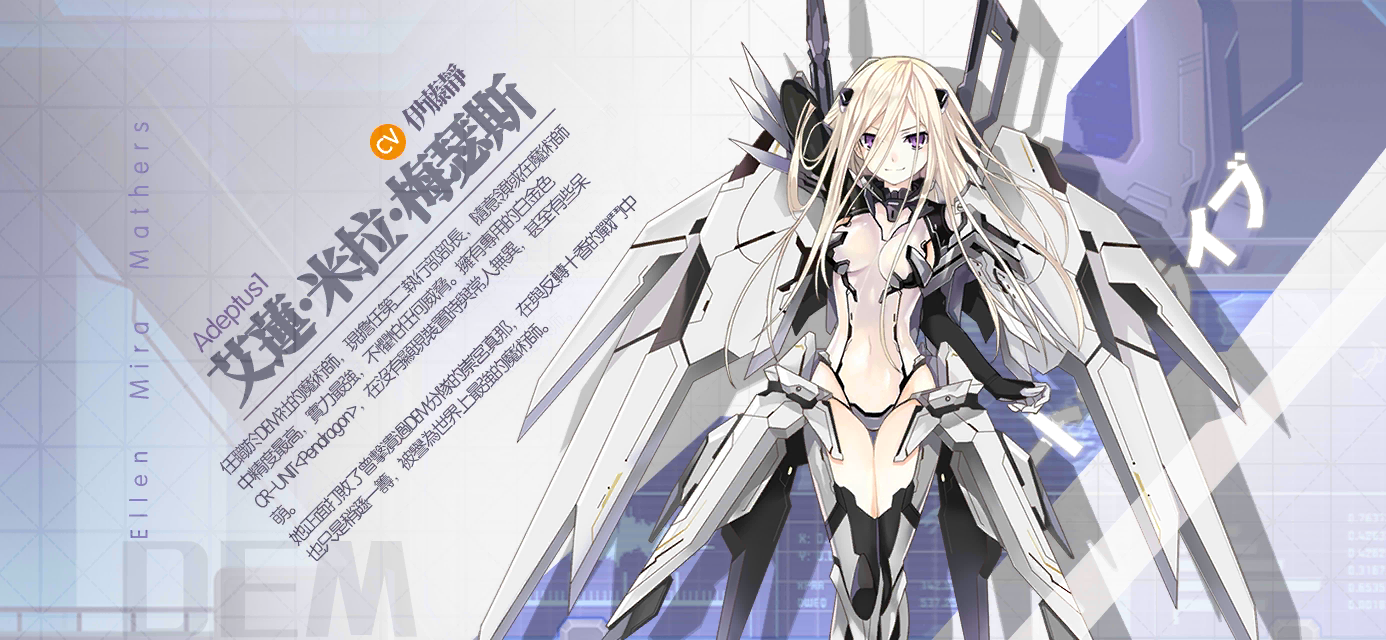 CV 伊藤靜
Adeptus1
艾蓮·米拉·梅瑟斯
任職於DEM社的魔術師，現擔任第二執行部部長，隨意領域在魔術師
中精度最高，實力最強，不懼怕任何威脅。擁有專用的白金色
CR-UNIT<Pendragon>，在沒有顯現裝置時與常人無異，甚至有些呆
萌。
她正面打敗了曾擊潰過DEM分隊的崇宮真那，在與反轉十香的戰鬥中
也只是稍遜一籌，被譽為世界上最強的魔術師。
Ellen Mira Mathers
DEM
イブ